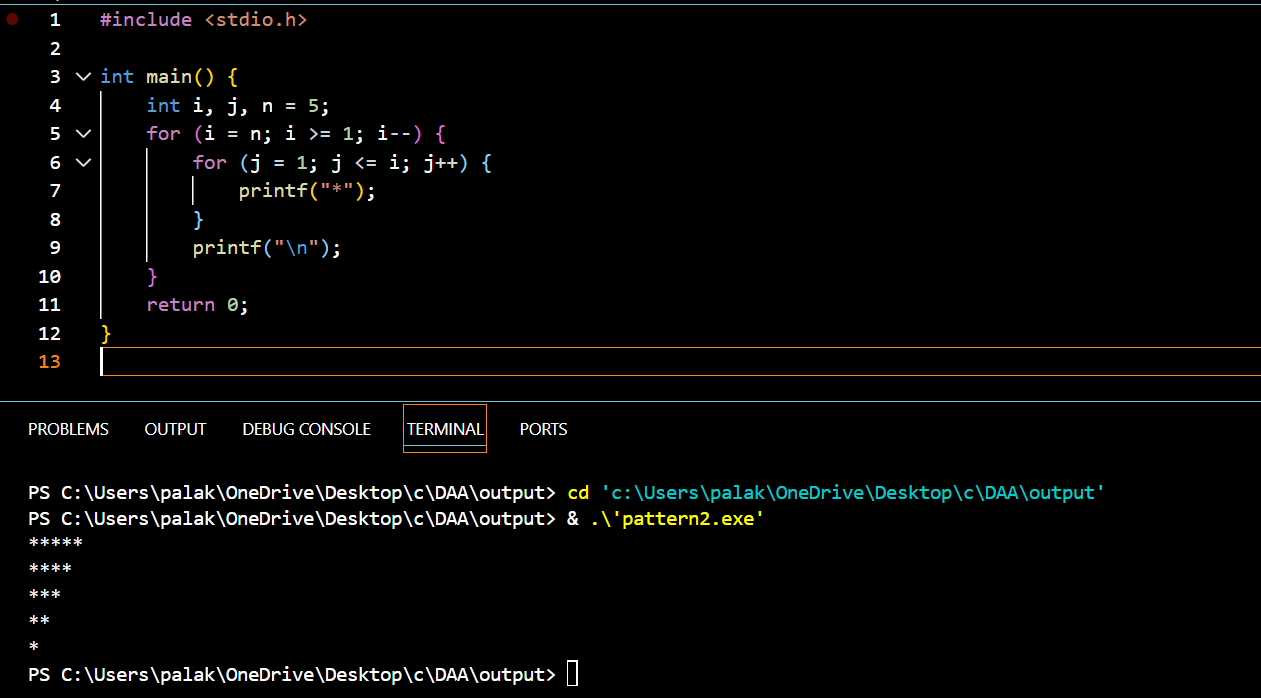 1 #include <stdio.h>
2
3 int main() {
4     int i, j, n = 5;
5     for (i = n; i >= 1; i--) {
6         for (j = 1; j <= i; j++) {
7             printf("*");
8         }
9         printf("\n");
10     }
11     return 0;
12 }
13
PROBLEMS OUTPUT DEBUG CONSOLE TERMINAL PORTS
PS C:\Users\palak\OneDrive\Desktop\c\DAA\output> cd 'c:\Users\palak\OneDrive\Desktop\c\DAA\output'
PS C:\Users\palak\OneDrive\Desktop\c\DAA\output> & .\'pattern2.exe'
*****
****
***
**
*
PS C:\Users\palak\OneDrive\Desktop\c\DAA\output>